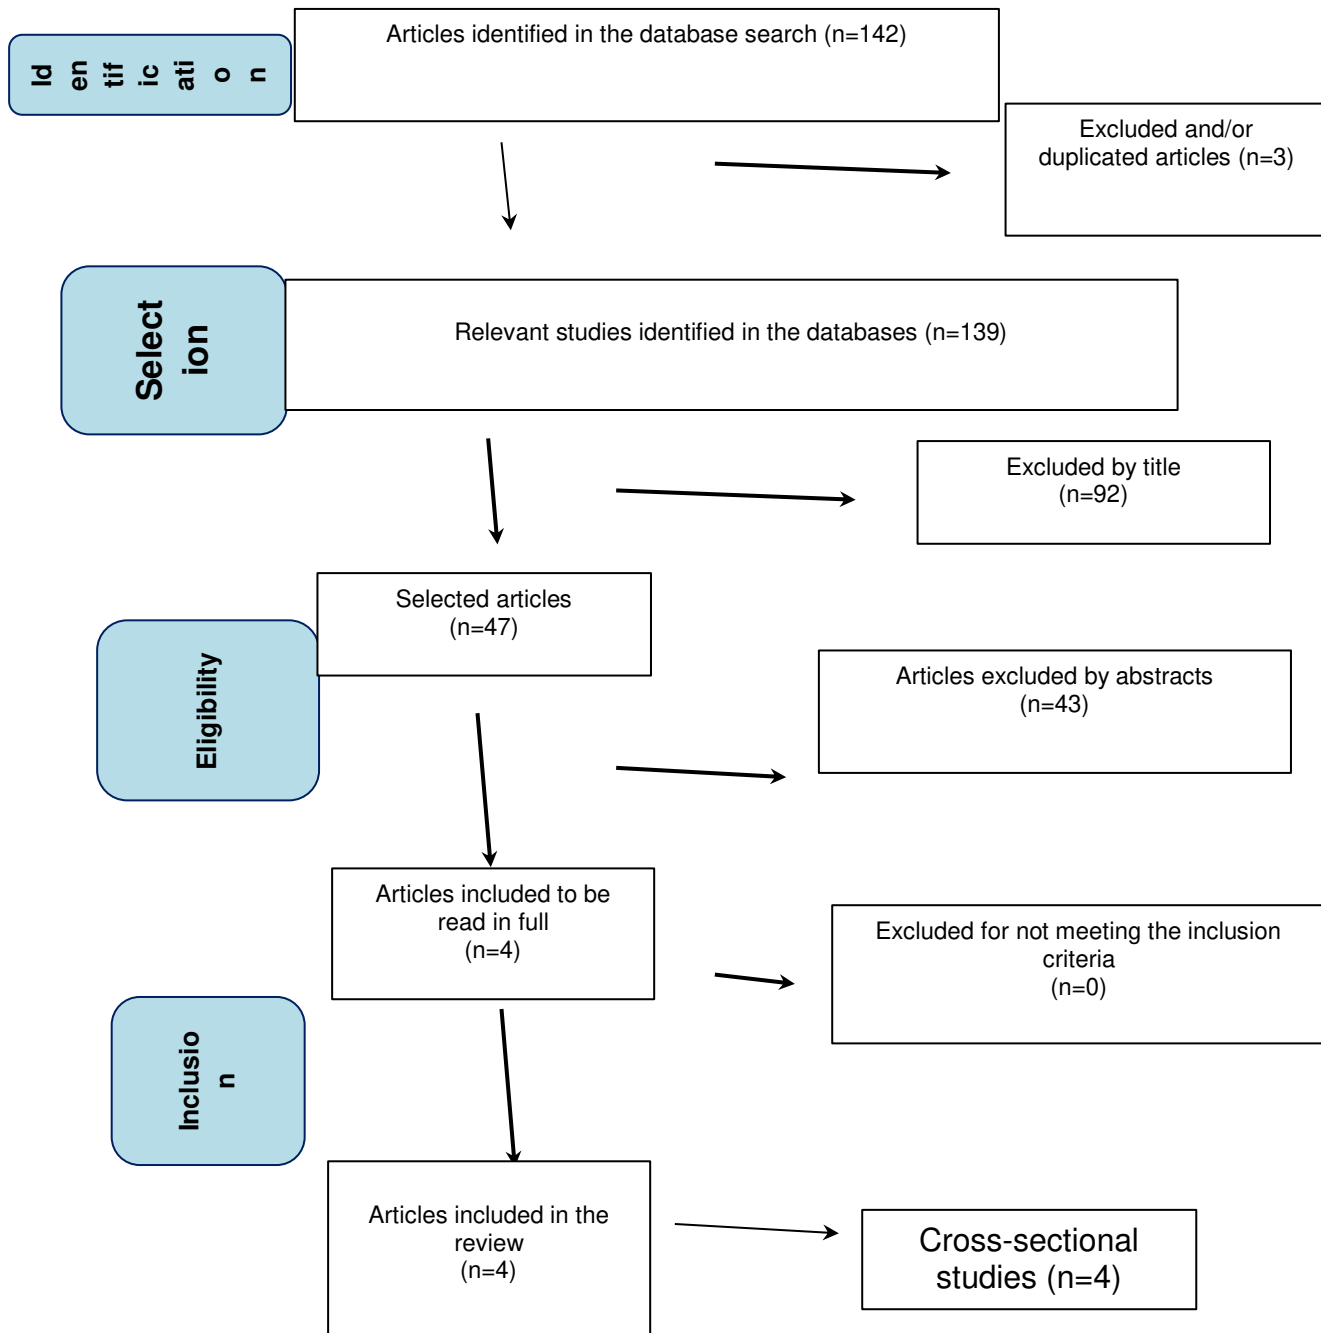 Id
en
tif
ic
ati
o
n
Articles identified in the database search (n=142)
Excluded and/or
duplicated articles (n=3)
Select
ion
Relevant studies identified in the databases (n=139)
Excluded by title
(n=92)
Selected articles
(n=47)
Eligibility
Articles excluded by abstracts
(n=43)
Articles included to be
read in full
(n=4)
Excluded for not meeting the inclusion
criteria
(n=0)
Inclusio
n
Articles included in the
review
(n=4)
Cross-sectional
studies (n=4)